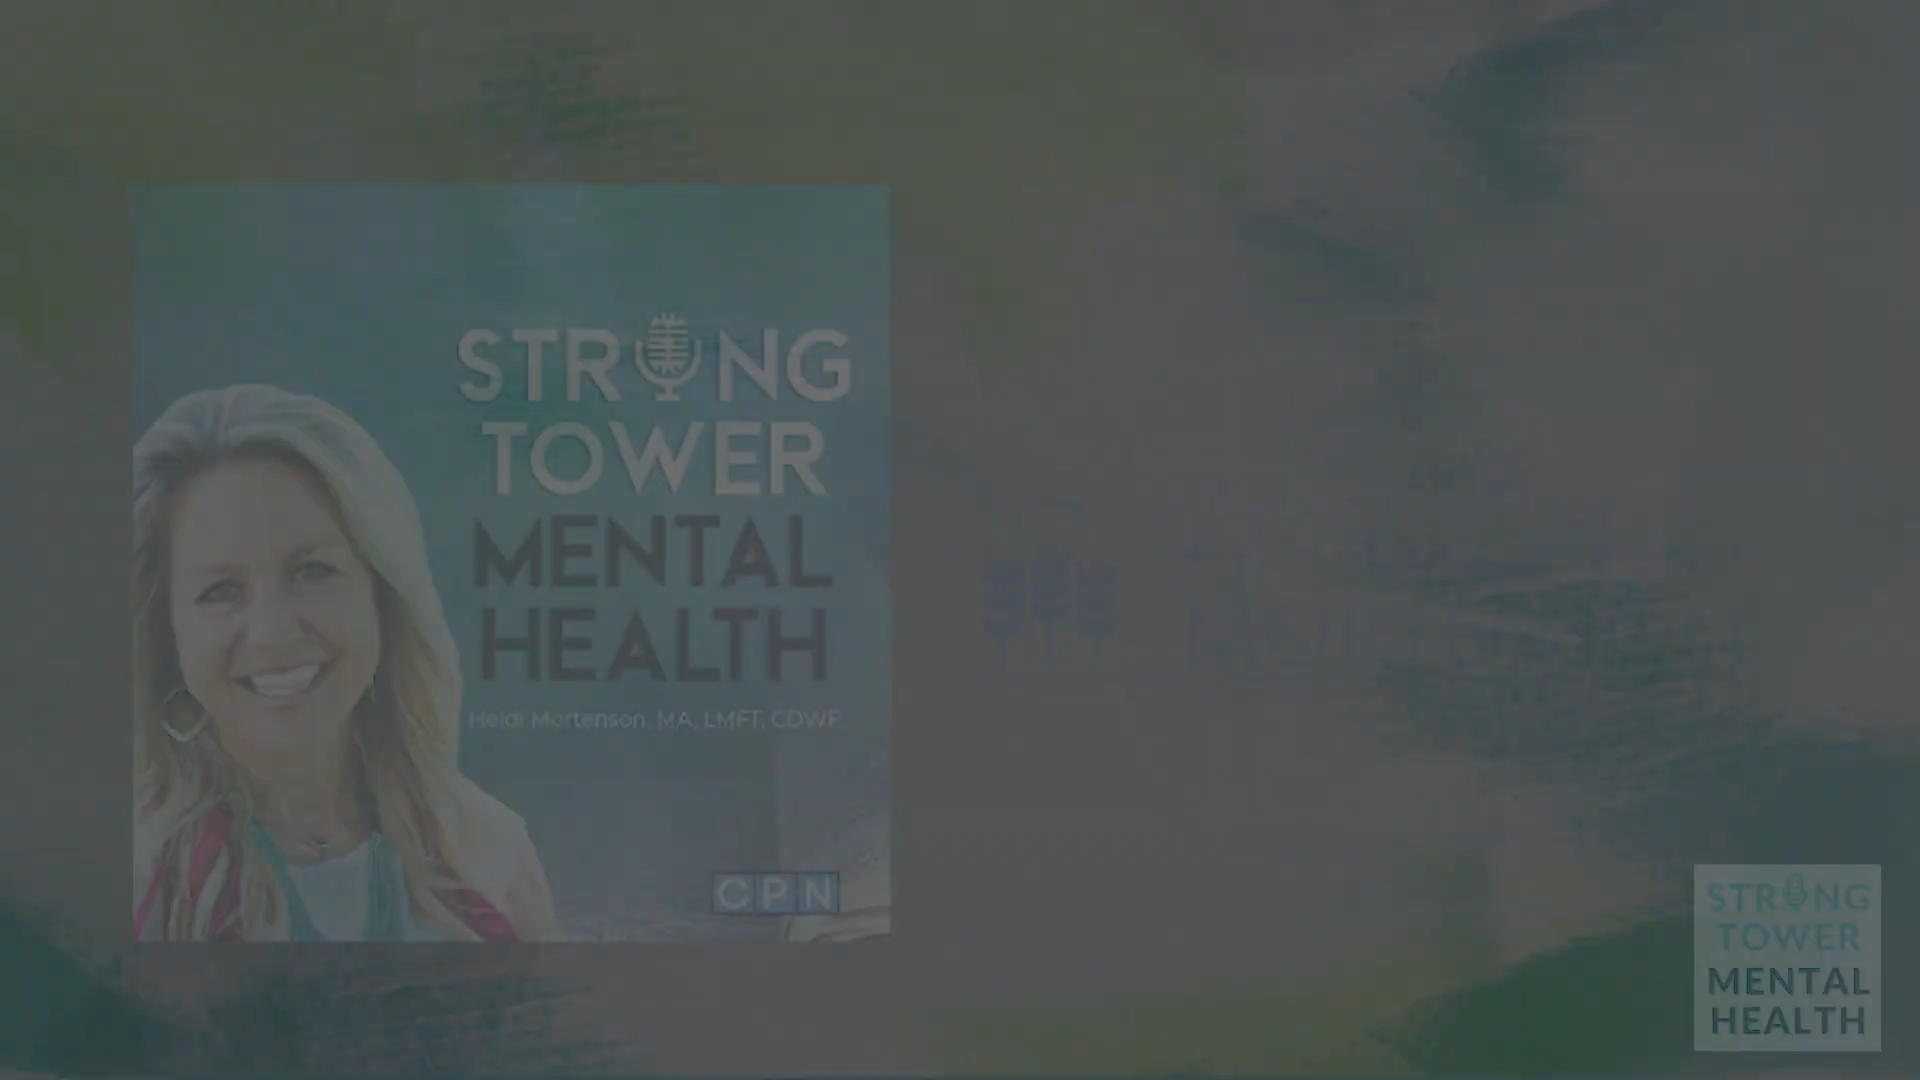 STRONG
TOWER
MENTAL
HEALTH
Heidi Mortenson, MA, LMFT, CDWF
CPN
STRONG
TOWER
MENTAL
HEALTH